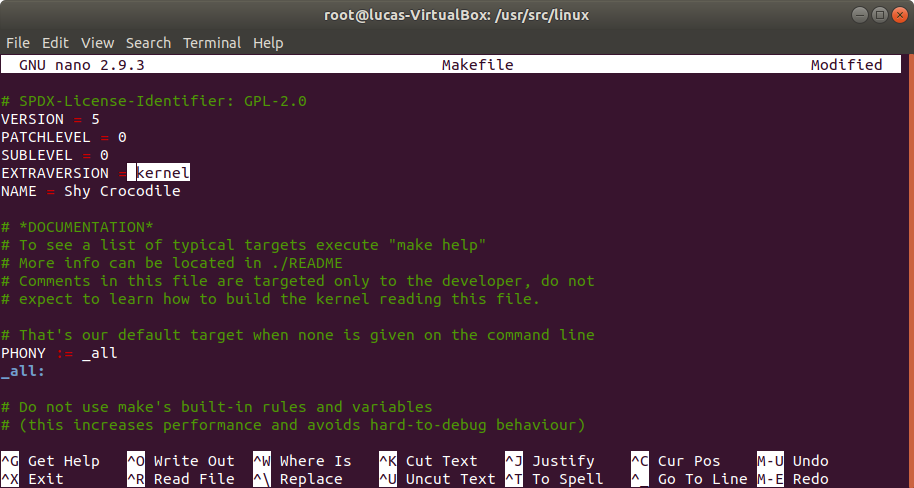 root@lucas-VirtualBox: /usr/src/linux
File Edit View Search Terminal Help
GNU nano 2.9.3 Makefile Modified
# SPDX-License-Identifier: GPL-2.0
VERSION = 5
PATCHLEVEL = 0
SUBLEVEL = 0
EXTRAVERSION = kernel
NAME = Shy Crocodile
# *DOCUMENTATION*
# To see a list of typical targets execute "make help"
# More info can be located in ./README
# Comments in this file are targeted only to the developer, do not
# expect to learn how to build the kernel reading this file.
# That's our default target when none is given on the command line
PHONY := _all
_all:
# Do not use make's built-in rules and variables
# (this increases performance and avoids hard-to-debug behaviour)
^G Get Help ^O Write Out ^W Where Is ^K Cut Text ^J Justify ^C Cur Pos M-U Undo
^X Exit ^R Read File ^\ Replace ^U Uncut Text ^T To Spell ^_ Go To Line M-E Redo